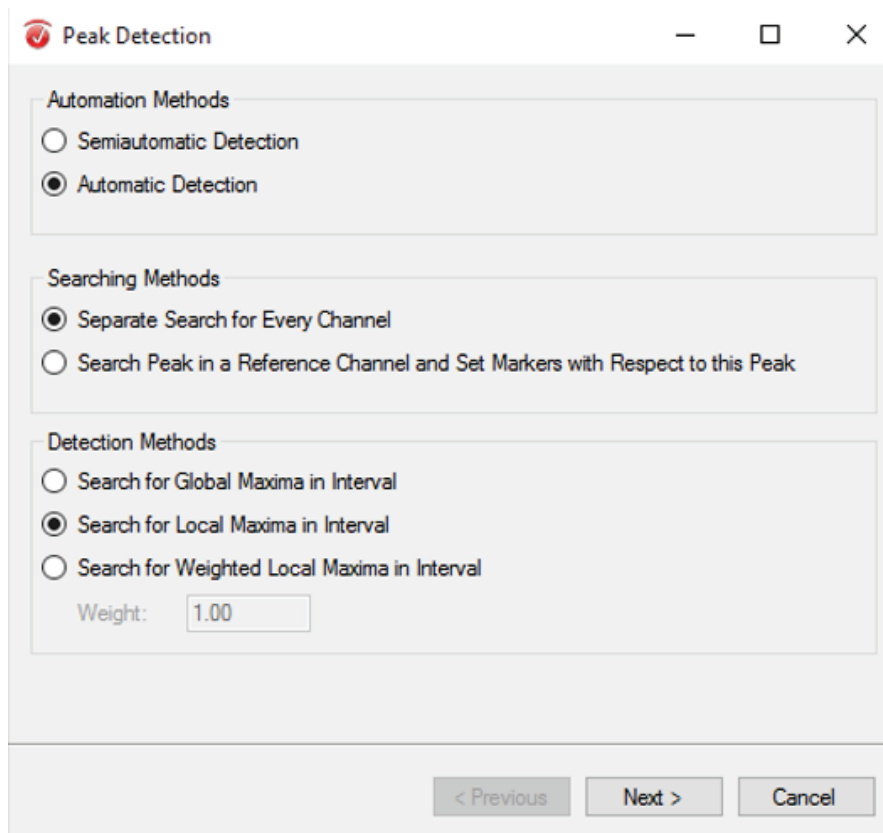 Peak Detection
Automation Methods
Semiautomatic Detection
Automatic Detection
Searching Methods
Separate Search for Every Channel
Search Peak in a Reference Channel and Set Markers with Respect to this Peak
Detection Methods
Search for Global Maxima in Interval
Search for Local Maxima in Interval
Search for Weighted Local Maxima in Interval
Weight: 1.00
< Previous Next > Cancel